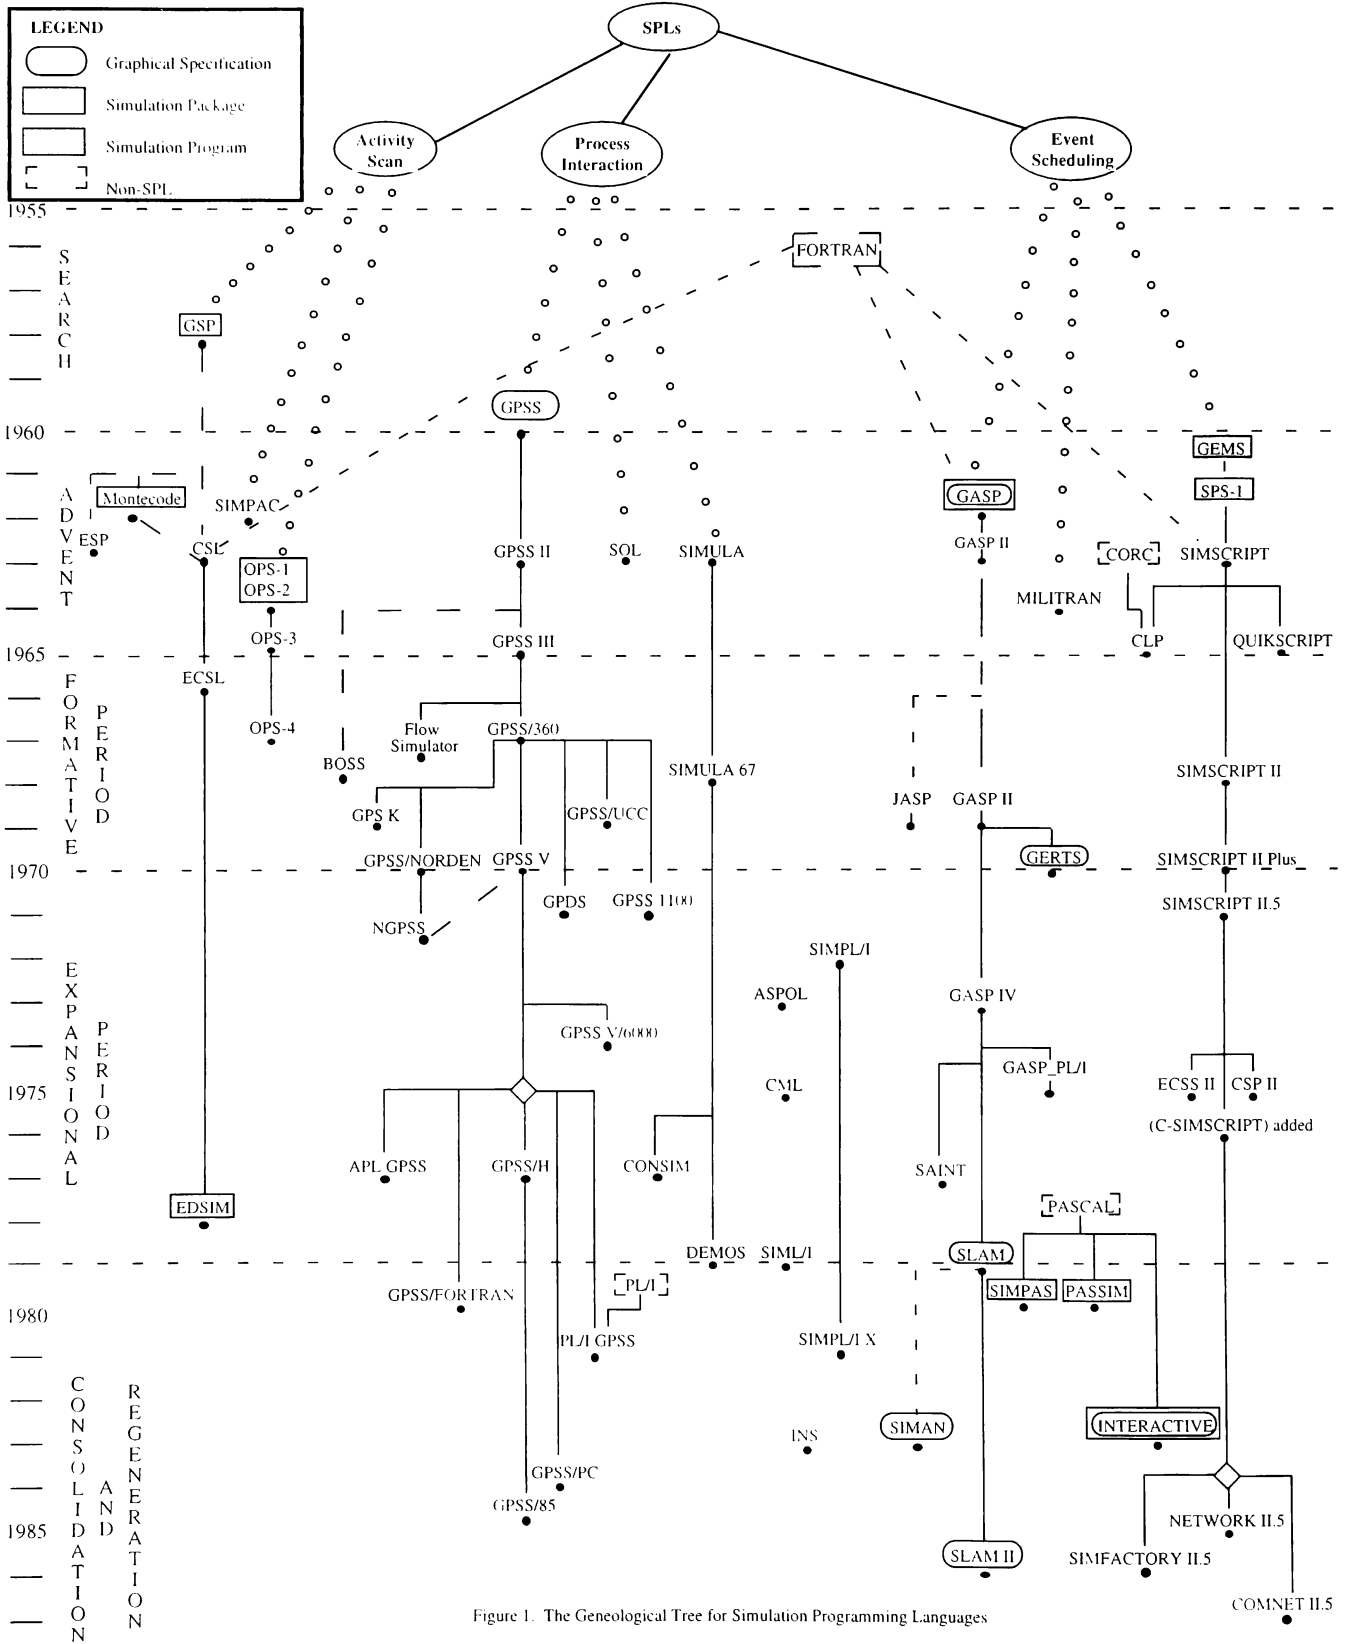 LEGEND
Graphical Specification
Simulation Package
Simulation Program
Non-SPL
SPLs
Activity
Scan
Process
Interaction
Event
Scheduling
1955
SEARCH
FORTRAN
GSP
GPSS
1960
ADVENT
GEMS
SPS-1
Montecode
SIMPAC
GASP
ESP
CSL
GPSS II
SOL
SIMULA
GASP II
CORC
SIMSCRIPT
OPS-1
OPS-2
MILITRAN
OPS-3
GPSS III
CLP
QUIKSCRIPT
1965
FORMATIVE
PERIOD
ECSL
OPS-4
Flow
Simulator
GPSS/360
BOSS
SIMULA 67
SIMSCRIPT II
GPS K
GPSS/UCC
JASP
GASP II
GPSS/NORDEN
GPSS V
GERTS
SIMSCRIPT II Plus
1970
GPDS
GPSS 1100
SIMSCRIPT II.5
NGPSS
SIMPL/I
EXPANSIONAL
PERIOD
ASPOL
GASP IV
GPSS V/6000
GASP_PL/I
1975
CML
ECSS II
CSP II
(C-SIMSCRIPT) added
APL GPSS
GPSS/H
CONSIM
SAINT
EDSIM
PASCAL
DEMOS
SIML/I
SLAM
GPSS/FORTRAN
PL/I
SIMPAS
PASSIM
1980
PL/I GPSS
SIMPL/I X
CONSOLIDATION
AND
REGENERATION
INS
SIMAN
INTERACTIVE
GPSS/PC
GPSS/85
1985
NETWORK II.5
SLAM II
SIMFACTORY II.5
COMNET II.5
Figure 1. The Geneological Tree for Simulation Programming Languages